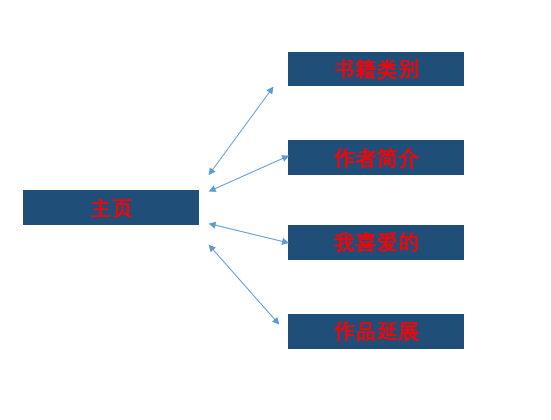 书籍类别
作者简介
主页
我喜爱的
作品延展